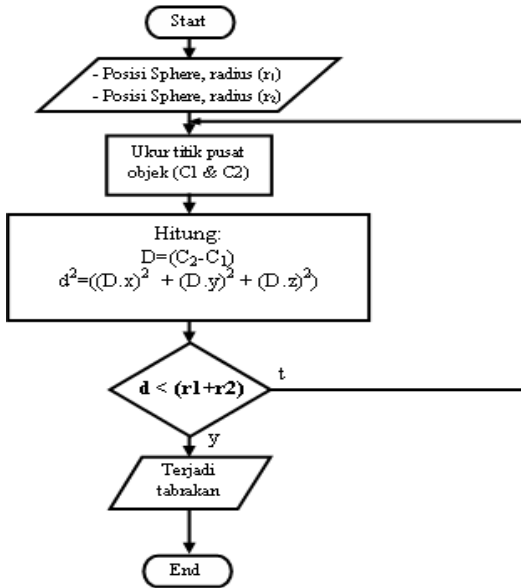 Start
- Posisi Sphere, radius (r₁)
- Posisi Sphere, radius (r₂)
Ukur titik pusat
objek (C1 & C2)
Hitung:
D=(C₂-C₁)
d²=((D.x)² + (D.y)² + (D.z)²)
d < (r1+r2)
t
y
Terjadi
tabrakan
End